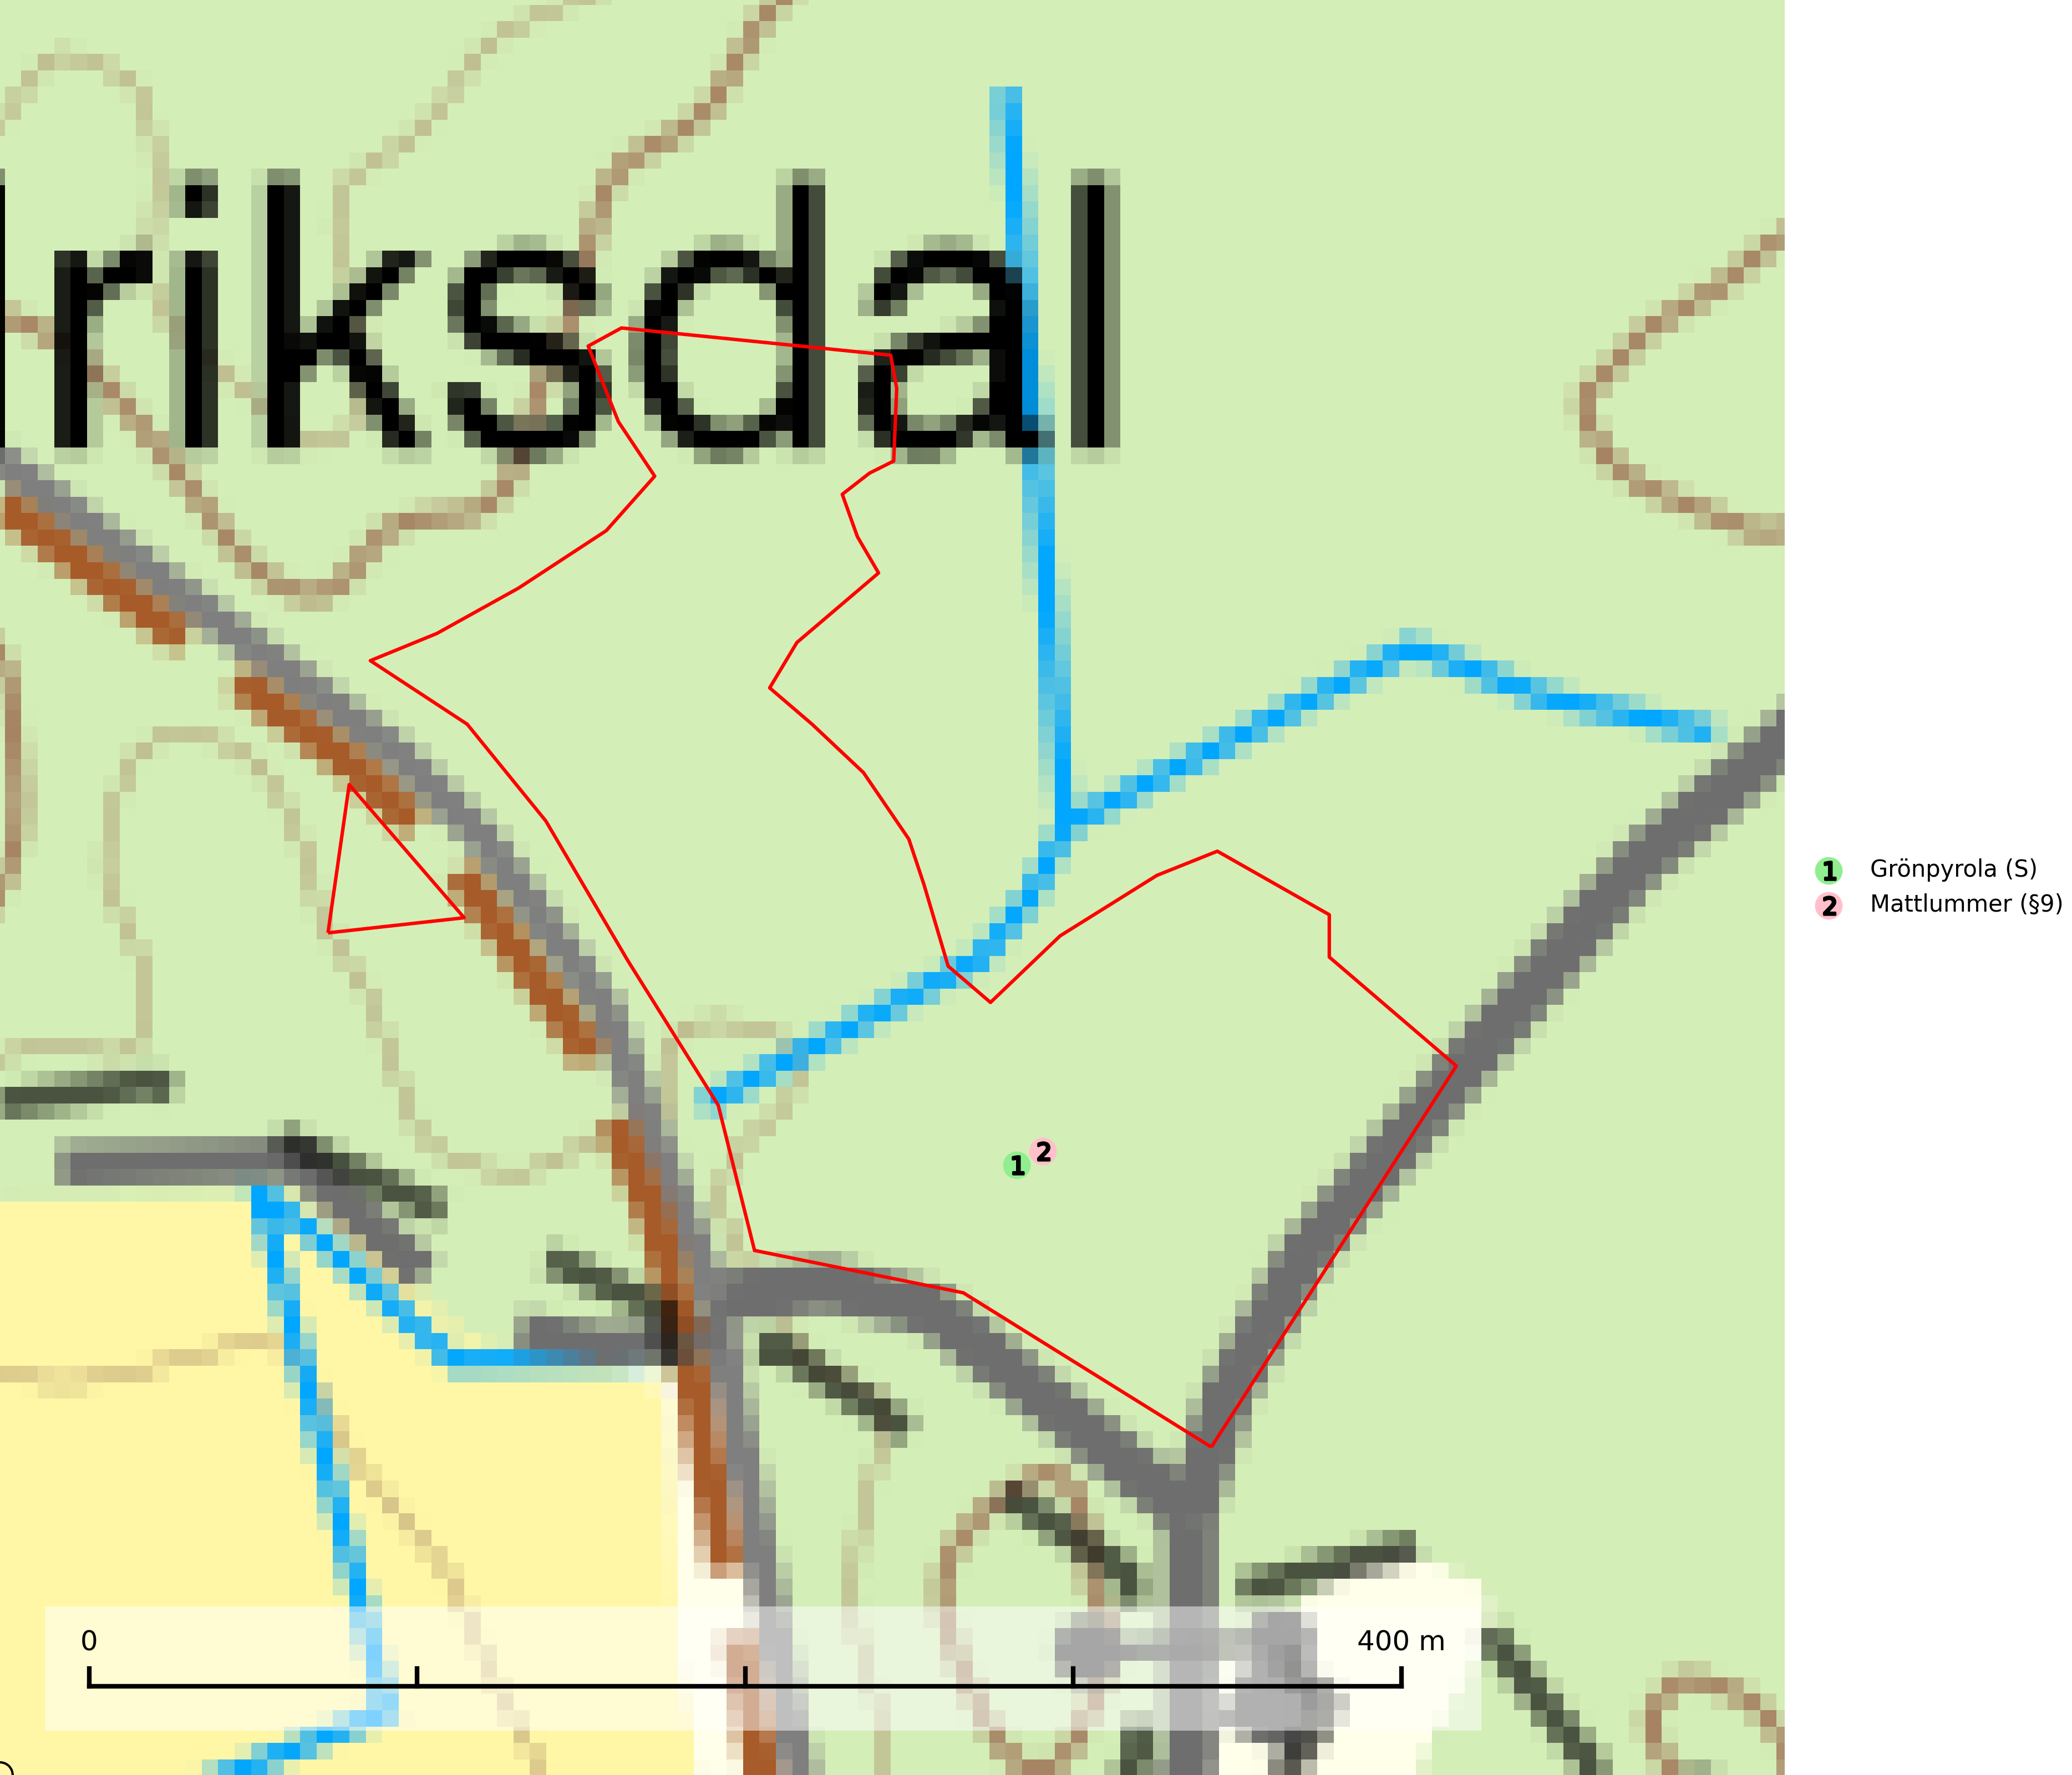 riksdal
1 Grönpyrola (S)
2 Mattlummer (§9)
2
1
0 400 m